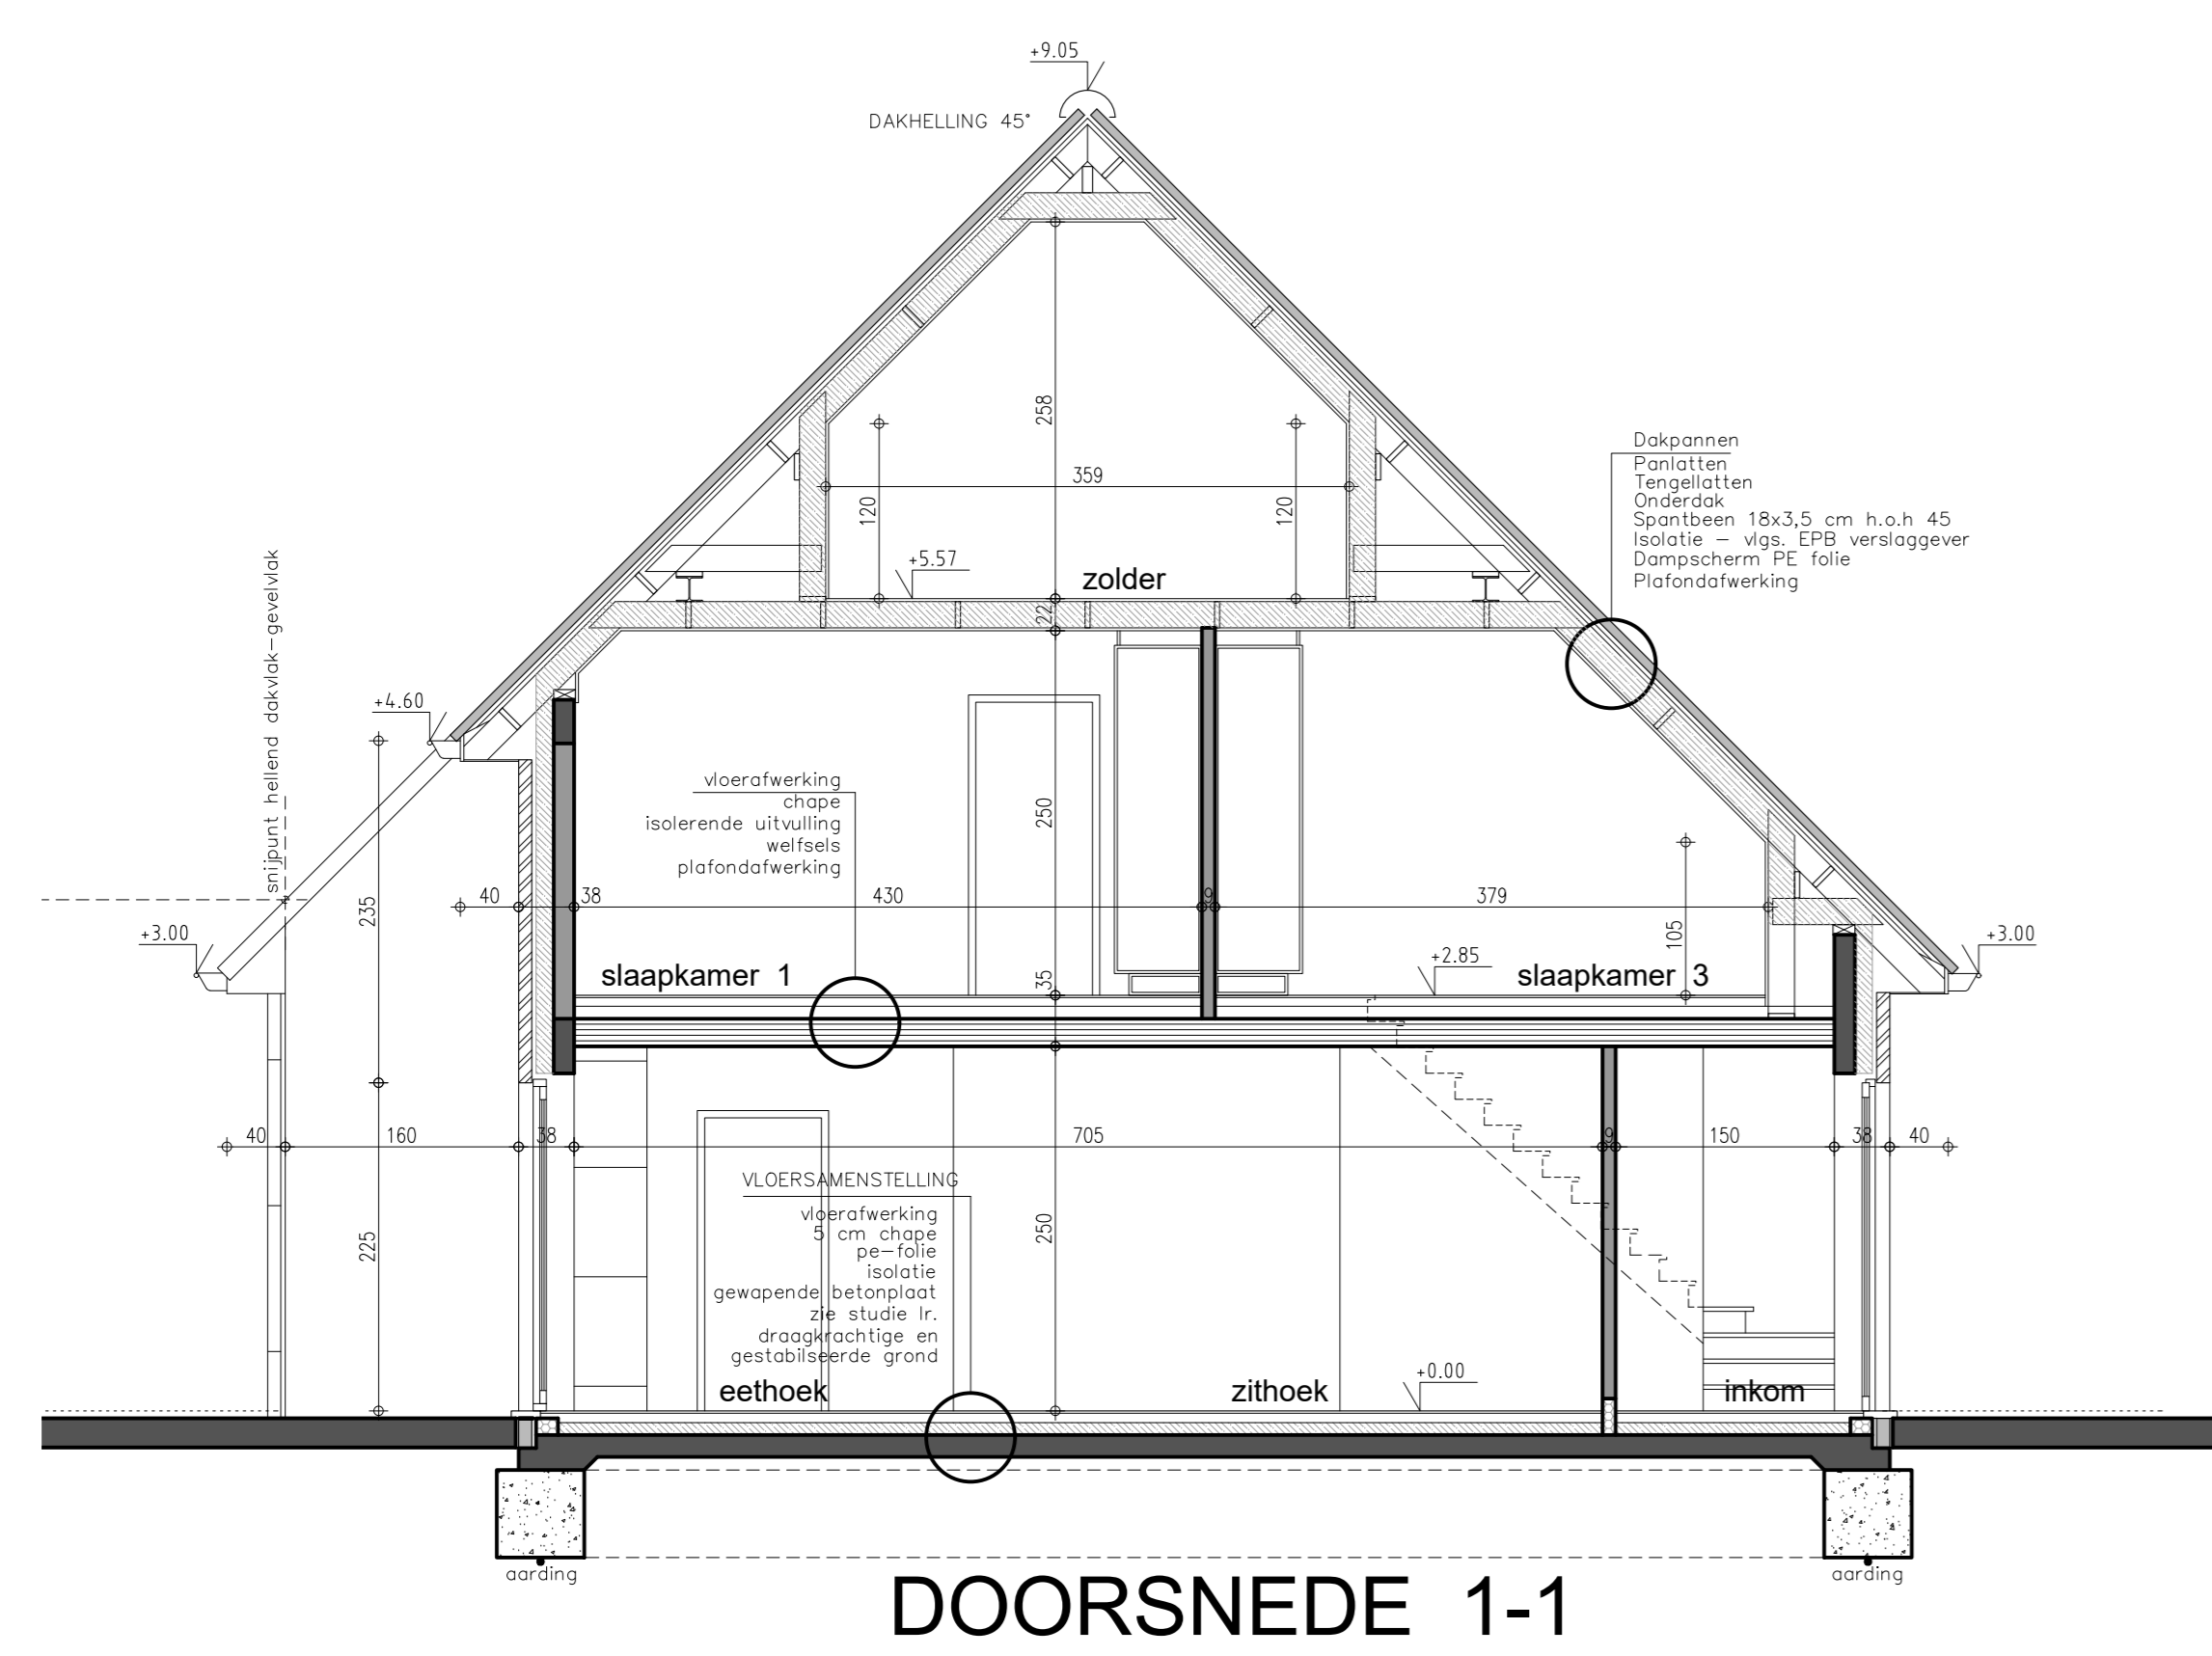 +9.05
DAKHELLING 45°
258
359
120
120
+5.57
zolder
22
Dakpannen
Panlatten
Tengellatten
Onderdak
Spantbeen 18x3,5 cm h.o.h 45
Isolatie – vlgs. EPB verslaggever
Dampscherm PE folie
Plafondafwerking
snijpunt hellend dakvlak-gevelvlak
+4.60
+3.00
235
vloerafwerking
chape
isolerende uitvulling
welfsels
plafondafwerking
250
40
38
430
9
379
105
+3.00
+2.85
slaapkamer 1
35
slaapkamer 3
40
160
38
705
9
150
38
40
225
VLOERSAMENSTELLING
vloerafwerking
5 cm chape
pe-folie
isolatie
gewapende betonplaat
zie studie Ir.
draagkrachtige en
gestabilseerde grond
250
+0.00
eethoek
zithoek
inkom
aarding
aarding
DOORSNEDE 1-1